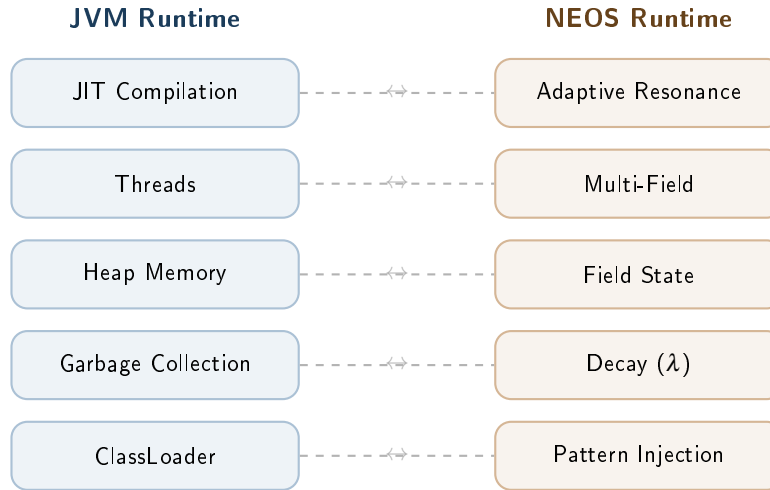 JVM Runtime NEOS Runtime
JIT Compilation ↔ Adaptive Resonance
Threads ↔ Multi-Field
Heap Memory ↔ Field State
Garbage Collection ↔ Decay (λ)
ClassLoader ↔ Pattern Injection